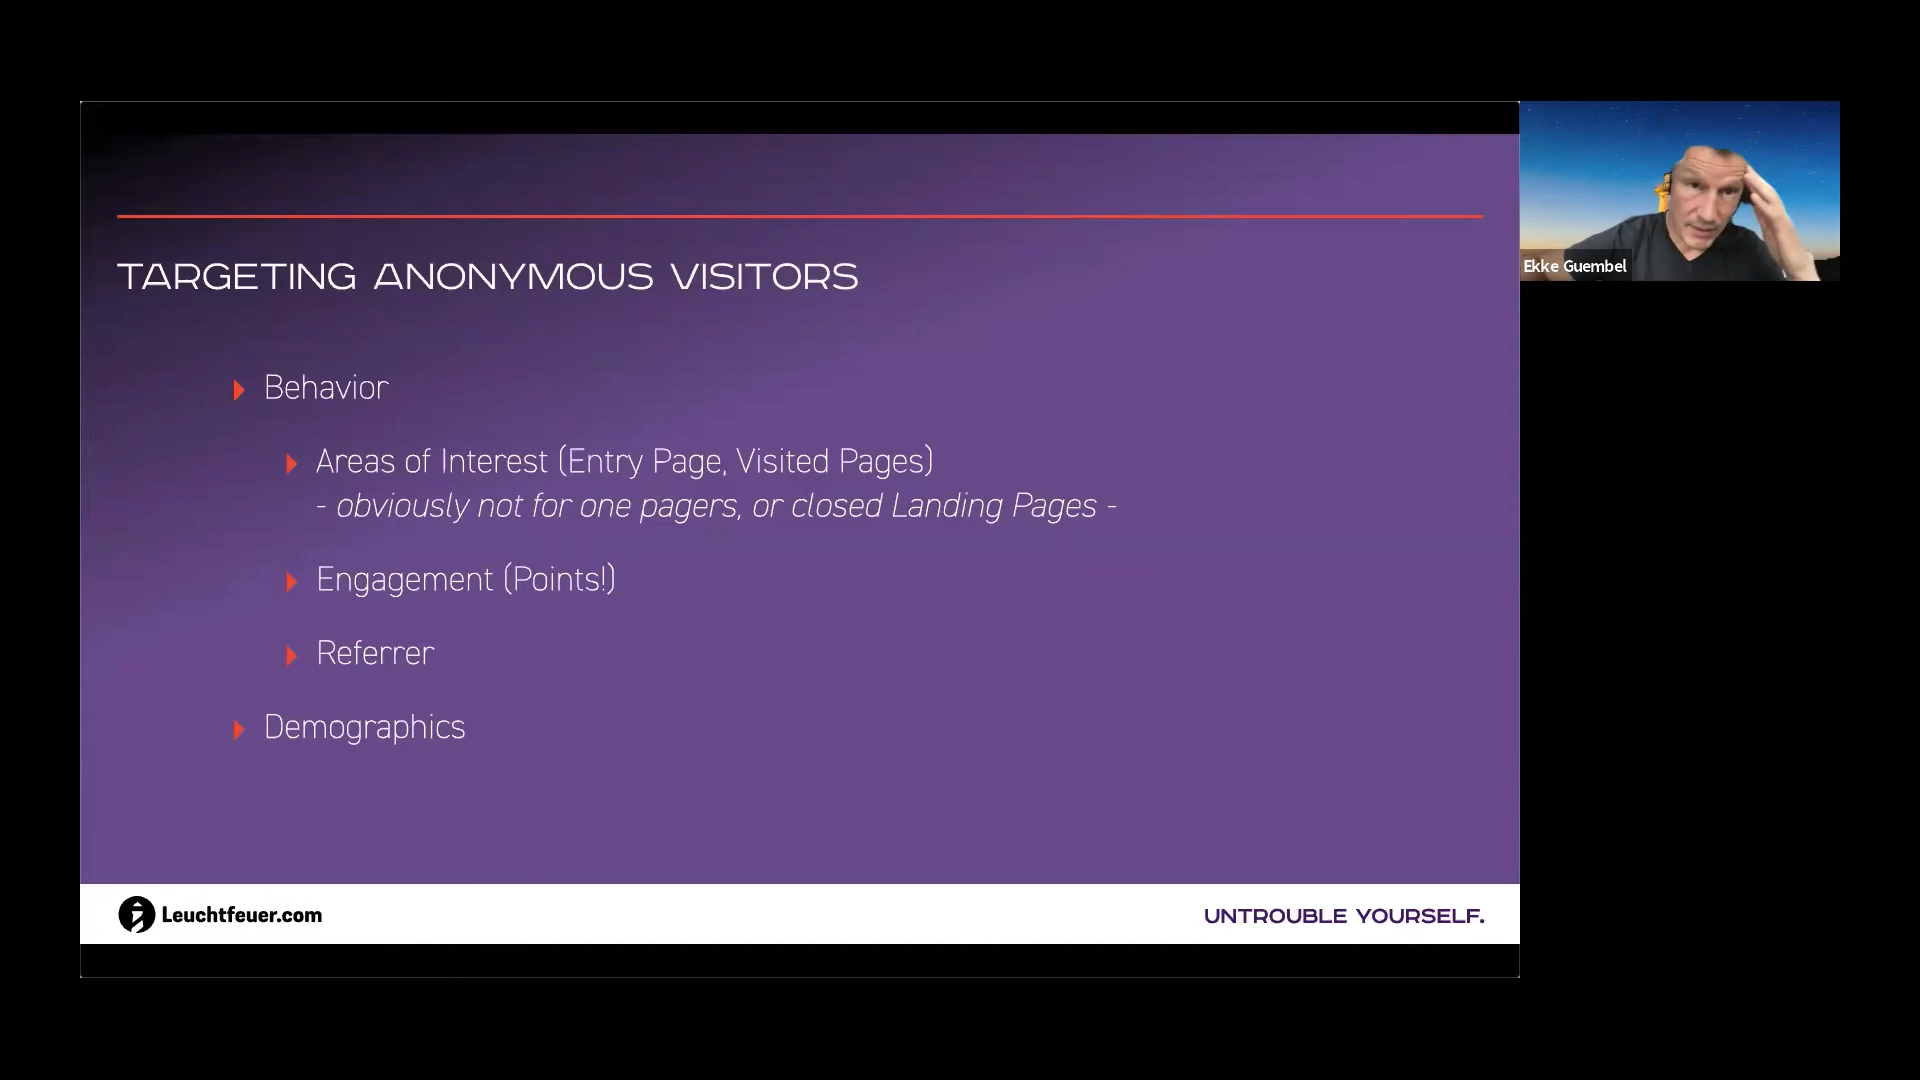 TARGETING ANONYMOUS VISITORS
Behavior
Areas of Interest (Entry Page, Visited Pages)
- obviously not for one pagers, or closed Landing Pages -
Engagement (Points!)
Referrer
Demographics
Leuchtfeuer.com
UNTROUBLE YOURSELF.
Ekke Guembel